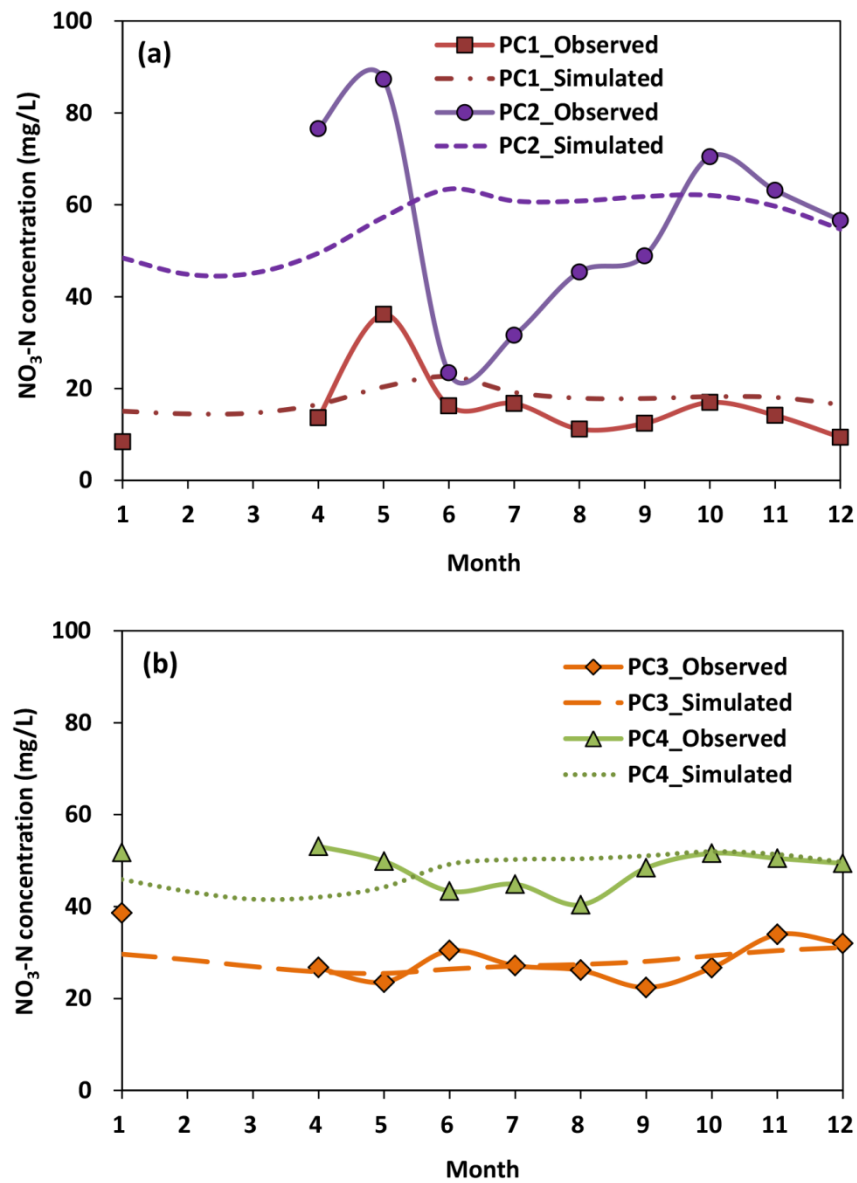 (a)
PC1_Observed
PC1_Simulated
PC2_Observed
PC2_Simulated
100
80
60
40
20
0
NO₃-N concentration (mg/L)
1 2 3 4 5 6 7 8 9 10 11 12
Month
(b)
PC3_Observed
PC3_Simulated
PC4_Observed
PC4_Simulated
100
80
60
40
20
0
NO₃-N concentration (mg/L)
1 2 3 4 5 6 7 8 9 10 11 12
Month